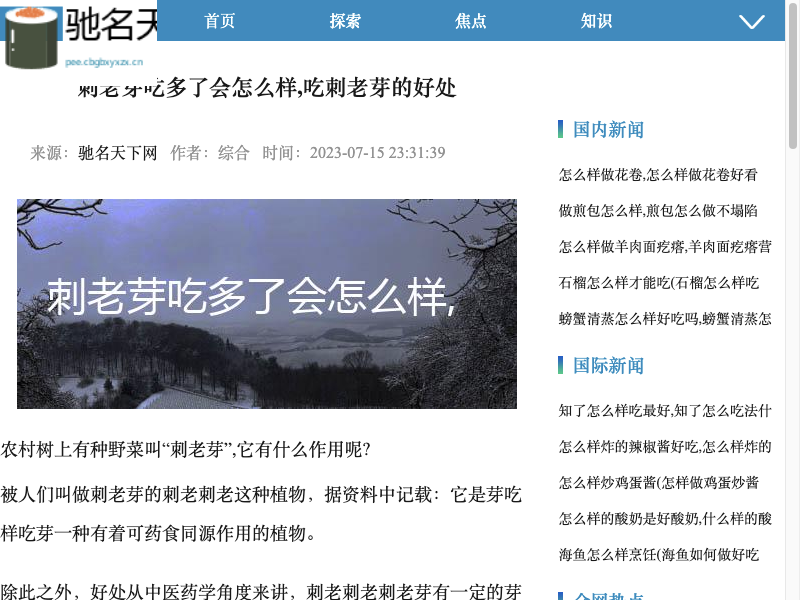 驰名天
pee.cbgbxyxzx.cn
首页 探索 焦点 知识
刺老芽吃多了会怎么样,吃刺老芽的好处
来源：驰名天下网 作者：综合 时间：2023-07-15 23:31:39
刺老芽吃多了会怎么样,
农村树上有种野菜叫“刺老芽”,它有什么作用呢?
被人们叫做刺老芽的刺老刺老这种植物，据资料中记载：它是芽吃
样吃芽一种有着可药食同源作用的植物。
除此之外，好处从中医药学角度来讲，刺老刺老刺老芽有一定的芽
国内新闻
怎么样做花卷,怎么样做花卷好看
做煎包怎么样,煎包怎么做不塌陷
怎么样做羊肉面疙瘩,羊肉面疙瘩营
石榴怎么样才能吃(石榴怎么样吃
螃蟹清蒸怎么样好吃吗,螃蟹清蒸怎
国际新闻
知了怎么样吃最好,知了怎么吃法什
怎么样炸的辣椒酱好吃,怎么样炸的
怎么样炒鸡蛋酱(怎样做鸡蛋炒酱
怎么样的酸奶是好酸奶,什么样的酸
海鱼怎么样烹饪(海鱼如何做好吃
全网热点